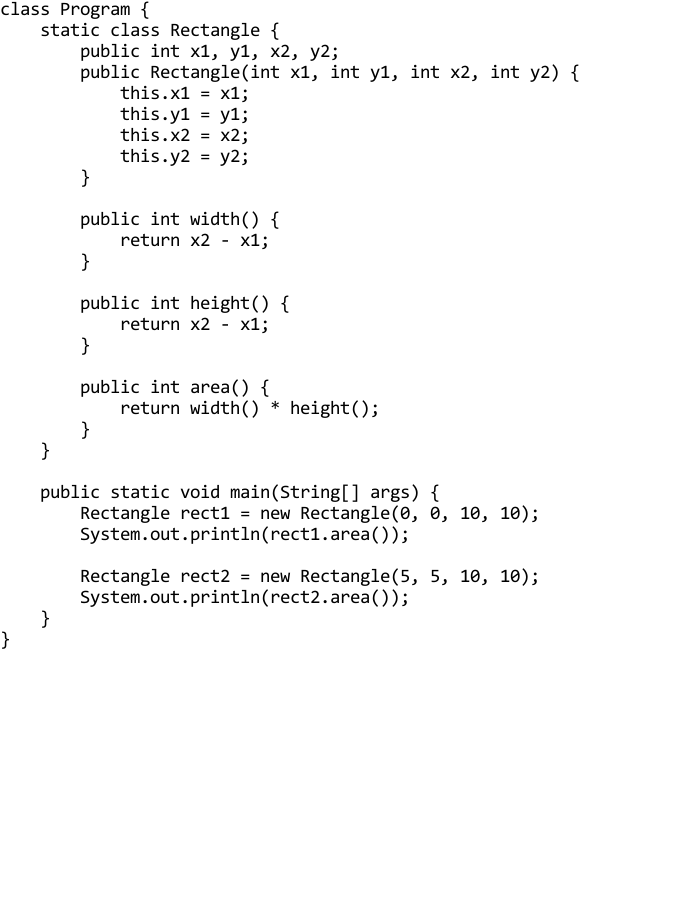 class Program {
    static class Rectangle {
        public int x1, y1, x2, y2;
        public Rectangle(int x1, int y1, int x2, int y2) {
            this.x1 = x1;
            this.y1 = y1;
            this.x2 = x2;
            this.y2 = y2;
        }

        public int width() {
            return x2 - x1;
        }

        public int height() {
            return x2 - x1;
        }

        public int area() {
            return width() * height();
        }
    }

    public static void main(String[] args) {
        Rectangle rect1 = new Rectangle(0, 0, 10, 10);
        System.out.println(rect1.area());

        Rectangle rect2 = new Rectangle(5, 5, 10, 10);
        System.out.println(rect2.area());
    }
}